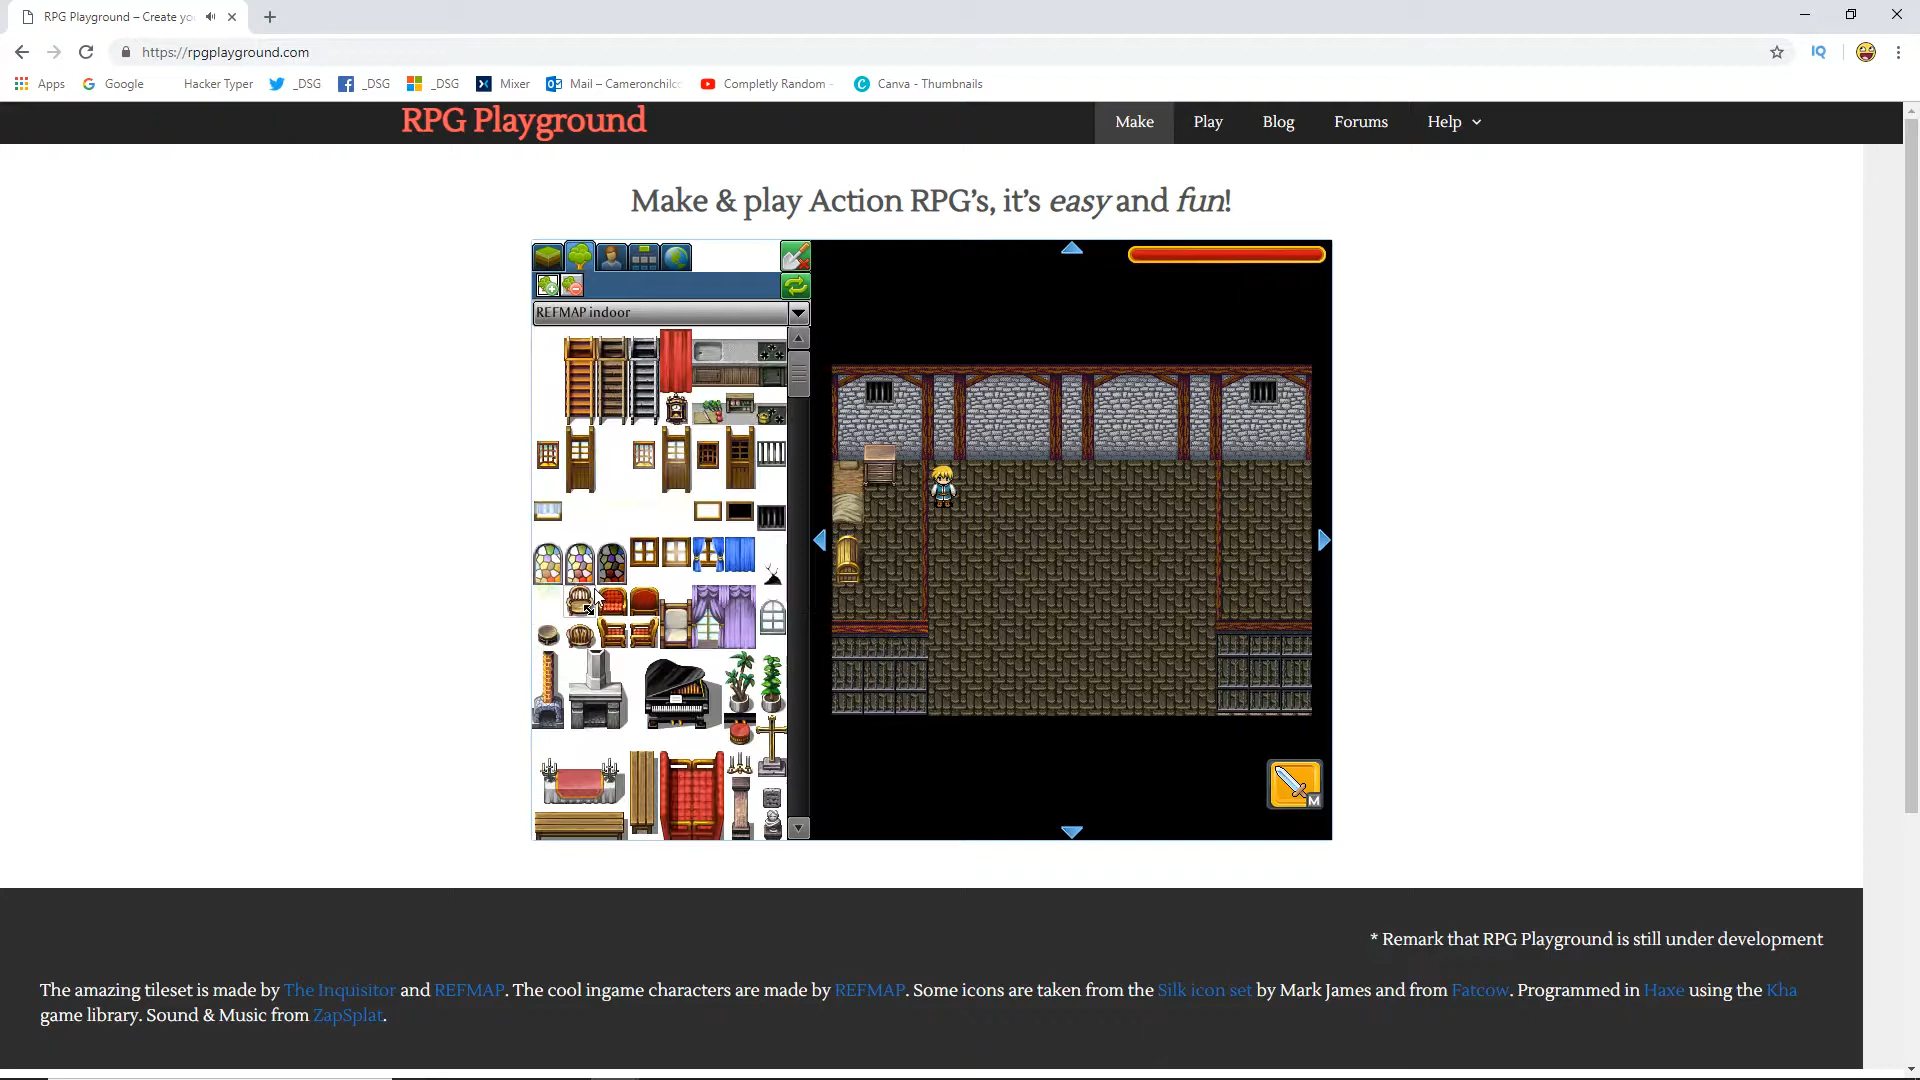 RPG Playground – Create yo
https://rpgplayground.com
Apps Google Hacker Typer _DSG _DSG _DSG Mixer Mail – Cameronchilc Completly Random - Canva - Thumbnails
RPG Playground
Make Play Blog Forums Help
Make & play Action RPG's, it's easy and fun!
REFMAP indoor
M
* Remark that RPG Playground is still under development
The amazing tileset is made by The Inquisitor and REFMAP. The cool ingame characters are made by REFMAP. Some icons are taken from the Silk icon set by Mark James and from Fatcow. Programmed in Haxe using the Kha
game library. Sound & Music from ZapSplat.